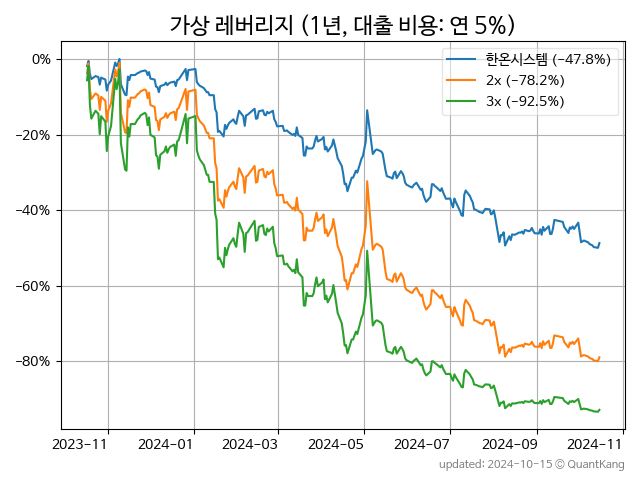 가상 레버리지 (1년, 대출 비용: 연 5%)
한온시스템 (−47.8%)
2x (−78.2%)
3x (−92.5%)
0%
−20%
−40%
−60%
−80%
2023-11 2024-01 2024-03 2024-05 2024-07 2024-09 2024-11
updated: 2024-10-15 © QuantKang